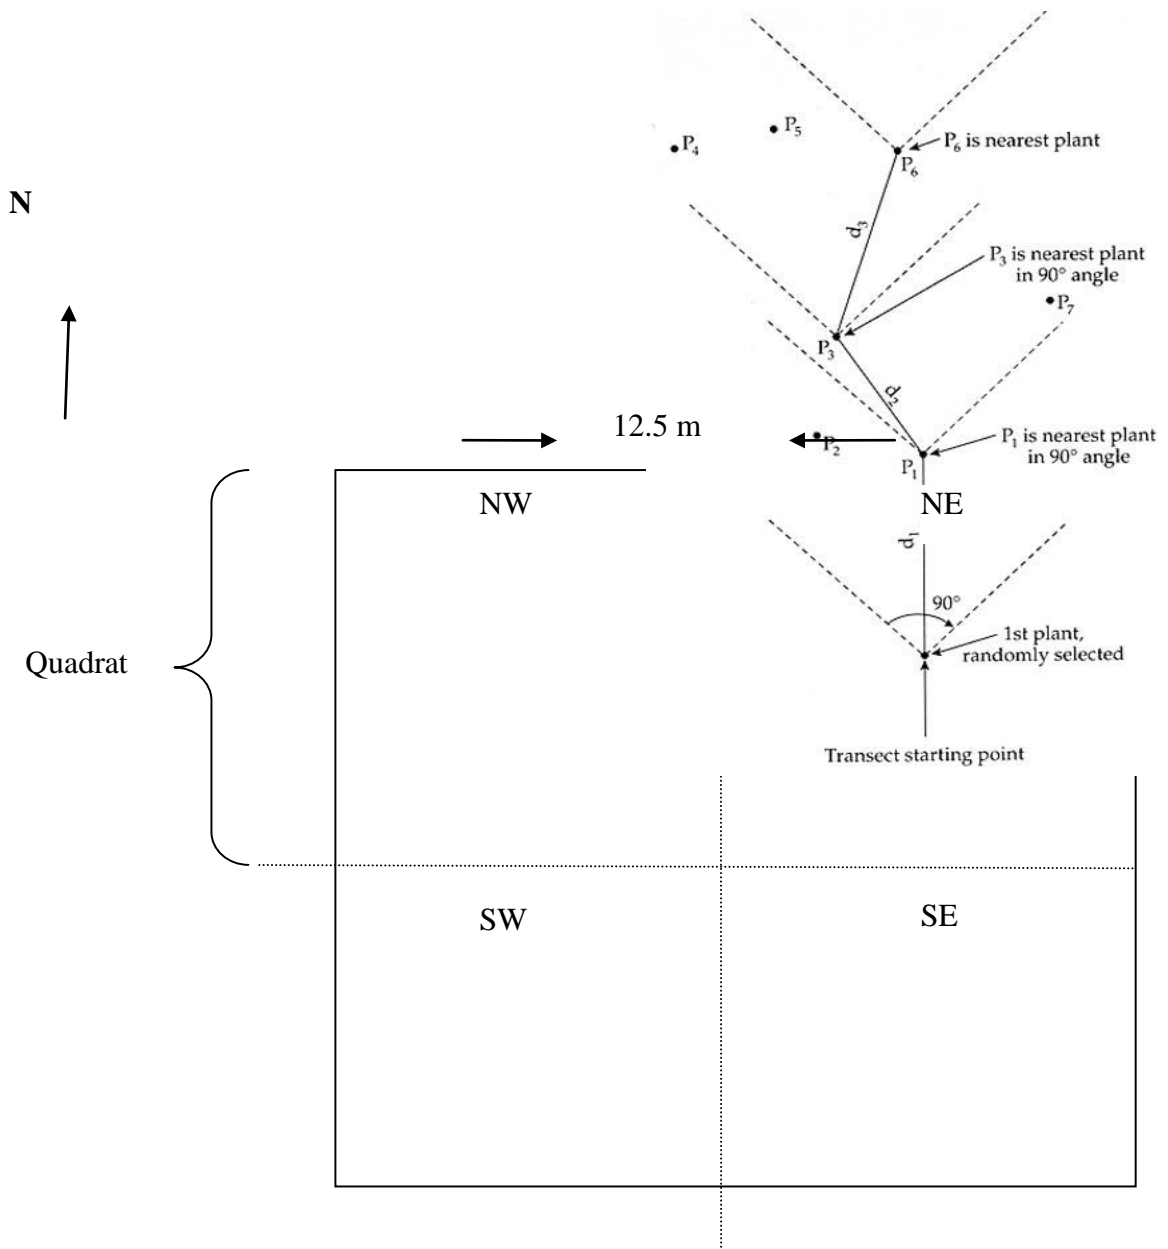 P₅
P₄
P₆ is nearest plant
P₆
N
d₃
P₃ is nearest plant
in 90° angle
P₇
P₃
d₂
12.5 m
P₂
P₁ is nearest plant
in 90° angle
P₁
NW
NE
d₁
90°
1st plant,
randomly selected
Quadrat
Transect starting point
SW
SE